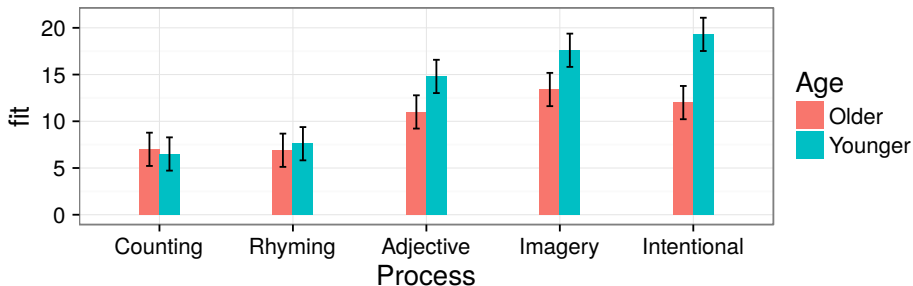 20
15
10
5
0
fit
Counting Rhyming Adjective Imagery Intentional
Process
Age
Older
Younger